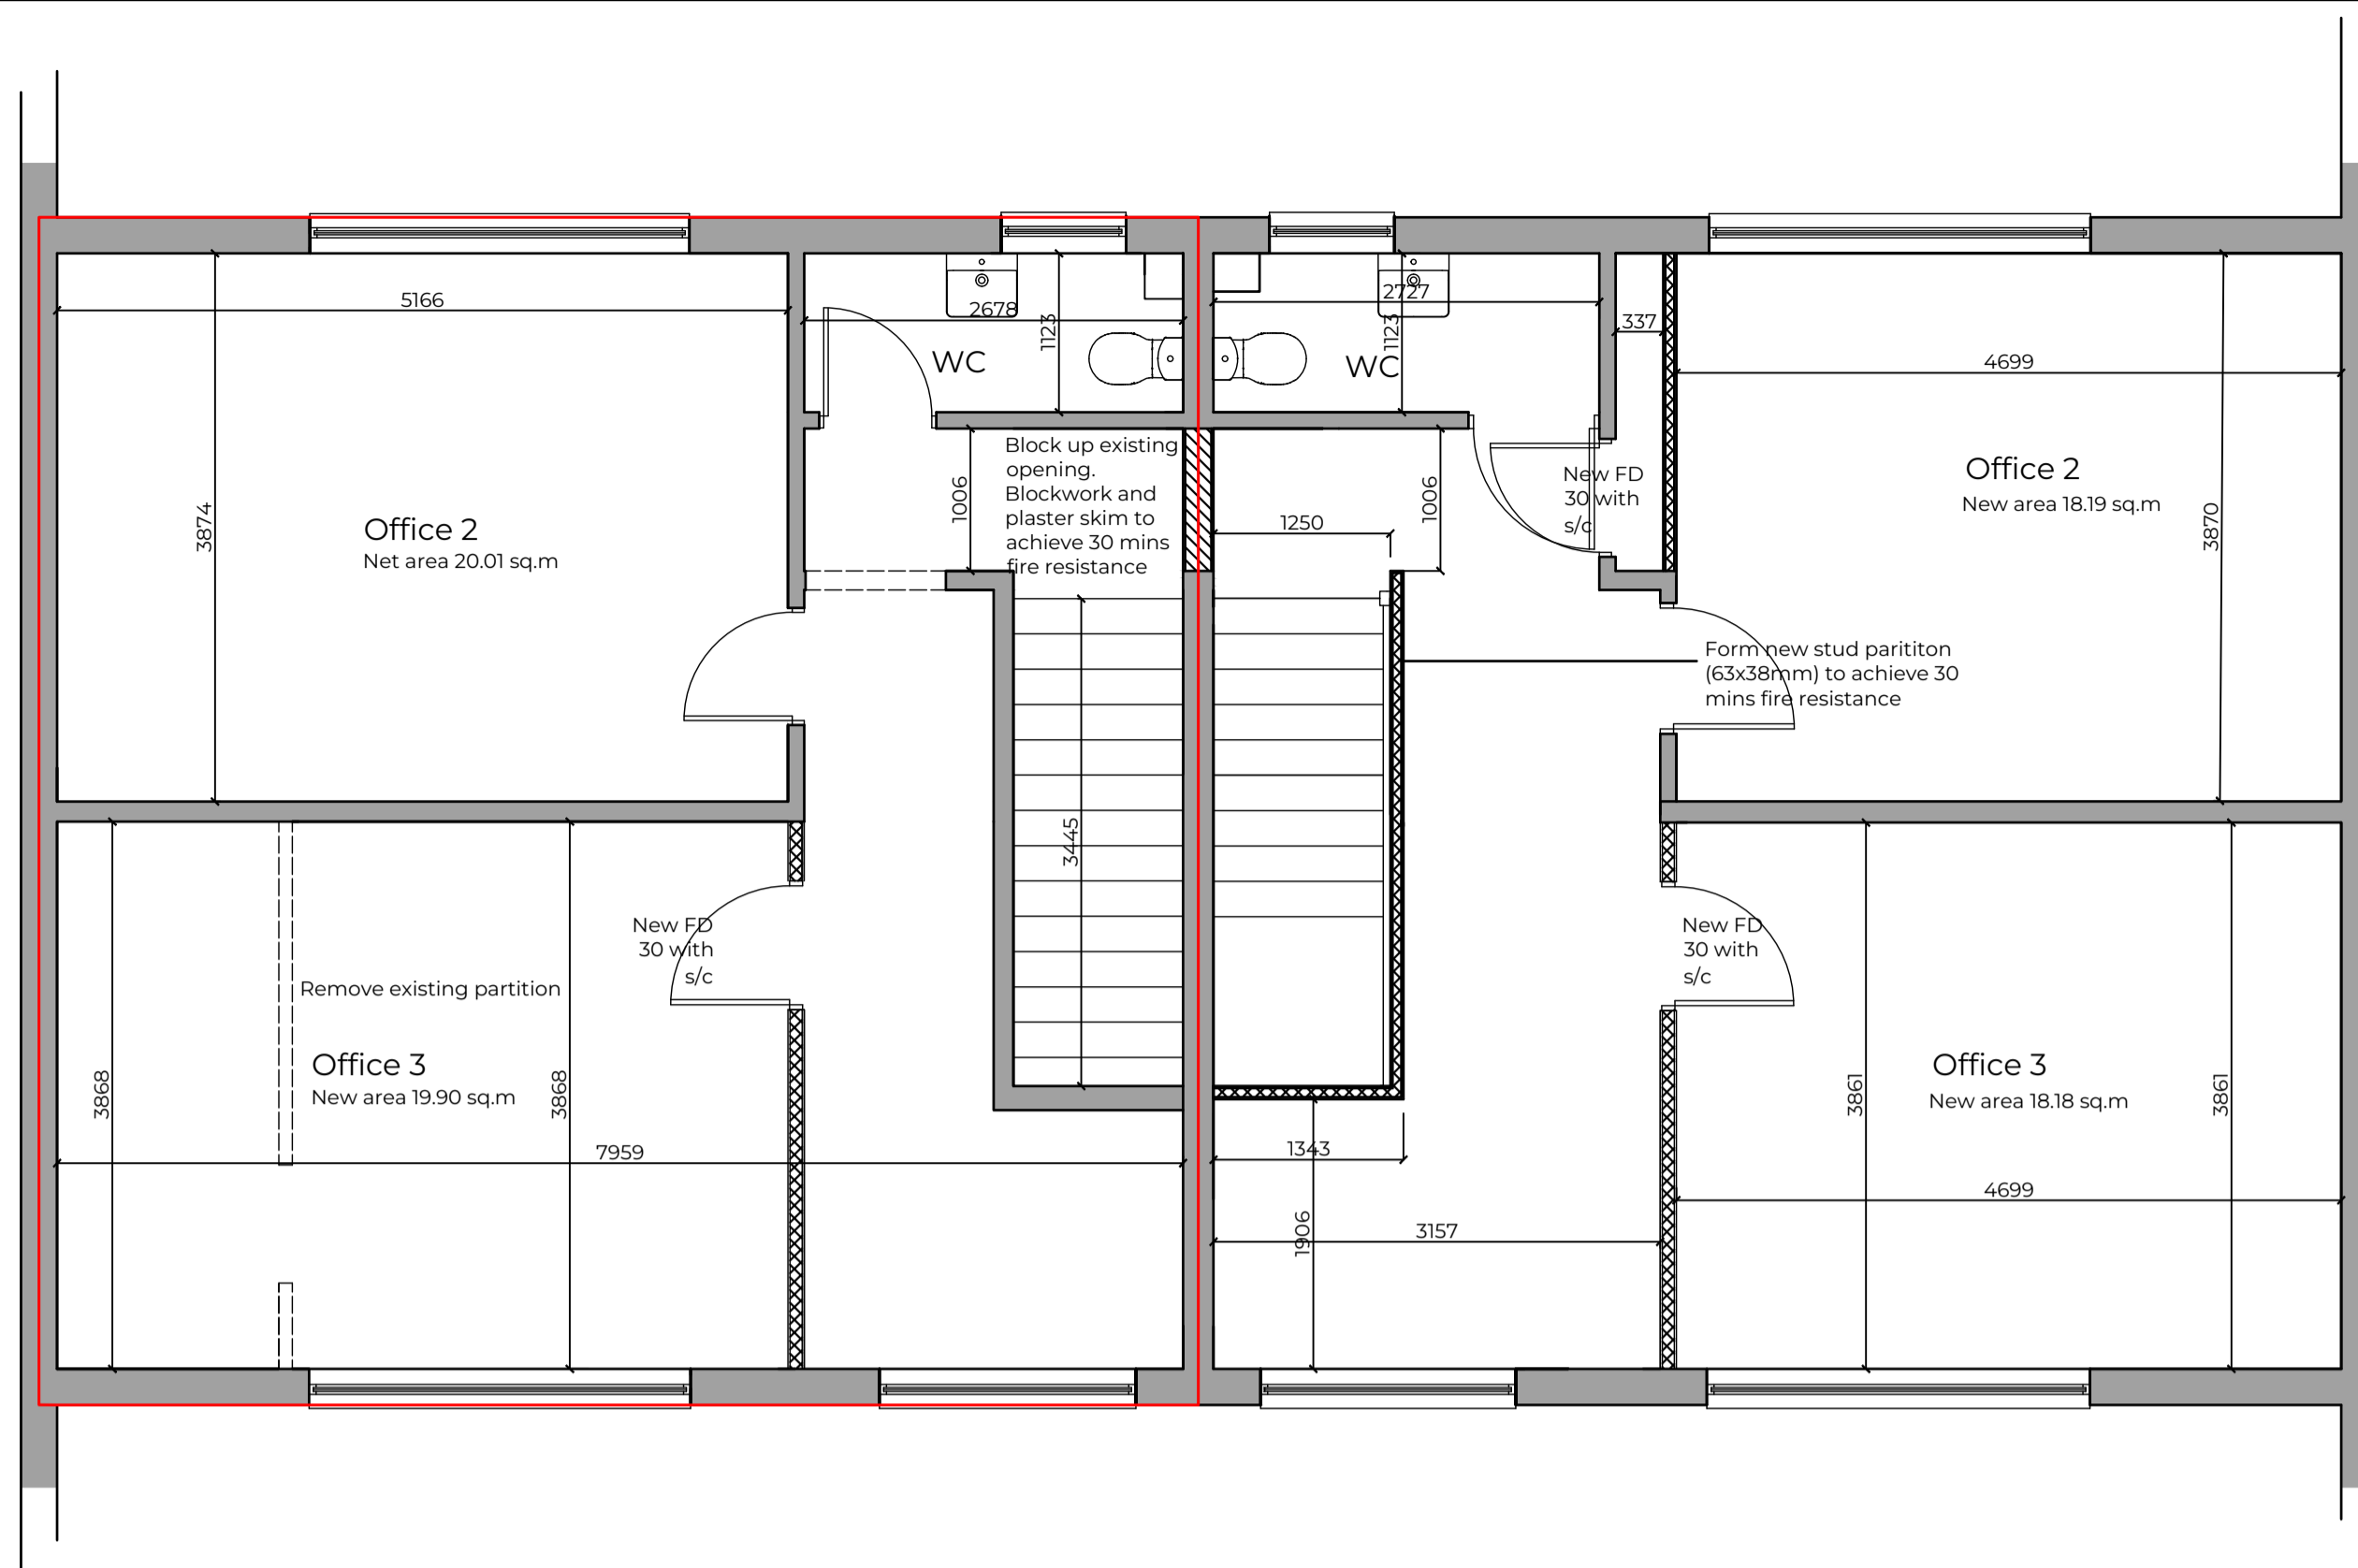 5166
2678
1123
WC
2727
1123
WC
337
4699
3874
Office 2
Net area 20.01 sq.m
1006
Block up existing
opening.
Blockwork and
plaster skim to
achieve 30 mins
fire resistance
1250
1006
New FD
30 with
s/c
Office 2
New area 18.19 sq.m
3870
Form new stud parititon
(63x38mm) to achieve 30
mins fire resistance
3445
New FD
30 with
s/c
New FD
30 with
s/c
Remove existing partition
Office 3
New area 19.90 sq.m
3868
3868
7959
1343
1906
3157
Office 3
New area 18.18 sq.m
3861
3861
4699